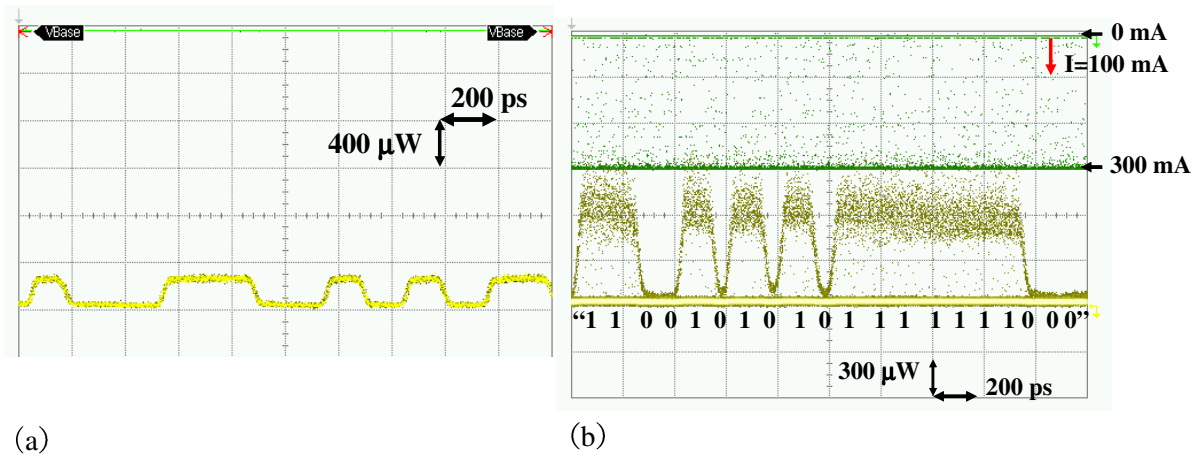 VBase VBase
200 ps
400 μW
(a)
0 mA
I=100 mA
300 mA
“1 1 0 0 1 0 1 0 1 0 1 1 1 1 1 1 1 0 0 0”
300 μW
200 ps
(b)